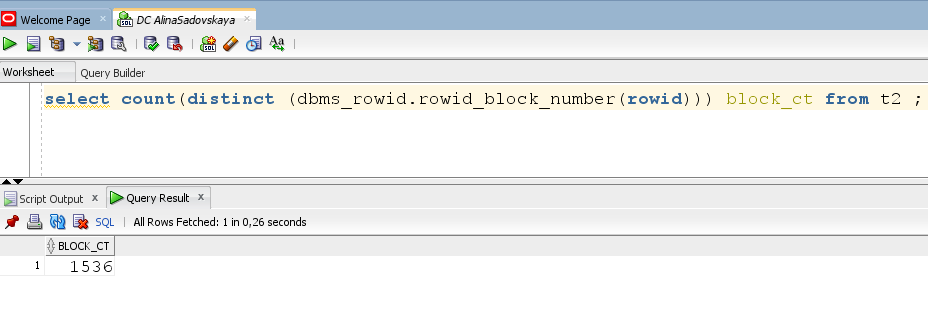 Welcome Page
DC AlinaSadovskaya
Worksheet
Query Builder
select count(distinct (dbms_rowid.rowid_block_number(rowid))) block_ct from t2 ;
Script Output x
Query Result x
SQL | All Rows Fetched: 1 in 0,26 seconds
BLOCK_CT
1 1536